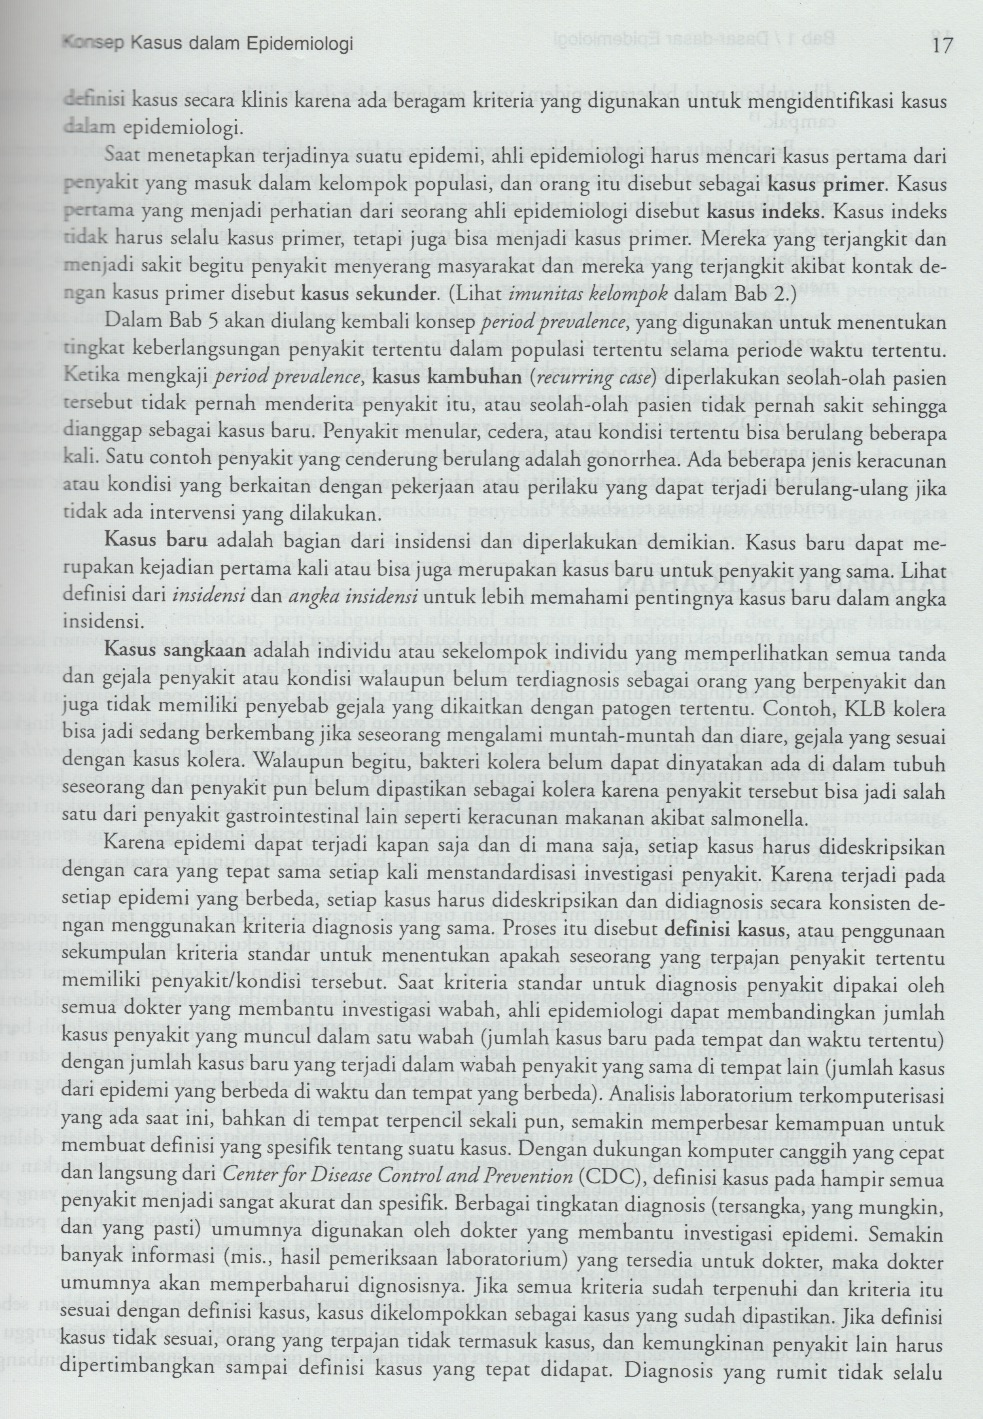 Konsep Kasus dalam Epidemiologi 17
definisi kasus secara klinis karena ada beragam kriteria yang digunakan untuk mengidentifikasi kasus
dalam epidemiologi.
Saat menetapkan terjadinya suatu epidemi, ahli epidemiologi harus mencari kasus pertama dari
penyakit yang masuk dalam kelompok populasi, dan orang itu disebut sebagai kasus primer. Kasus
pertama yang menjadi perhatian dari seorang ahli epidemiologi disebut kasus indeks. Kasus indeks
tidak harus selalu kasus primer, tetapi juga bisa menjadi kasus primer. Mereka yang terjangkit dan
menjadi sakit begitu penyakit menyerang masyarakat dan mereka yang terjangkit akibat kontak de-
ngan kasus primer disebut kasus sekunder. (Lihat imunitas kelompok dalam Bab 2.)
Dalam Bab 5 akan diulang kembali konsep period prevalence, yang digunakan untuk menentukan
tingkat keberlangsungan penyakit tertentu dalam populasi tertentu selama periode waktu tertentu.
Ketika mengkaji period prevalence, kasus kambuhan (recurring case) diperlakukan seolah-olah pasien
tersebut tidak pernah menderita penyakit itu, atau seolah-olah pasien tidak pernah sakit sehingga
dianggap sebagai kasus baru. Penyakit menular, cedera, atau kondisi tertentu bisa berulang beberapa
kali. Satu contoh penyakit yang cenderung berulang adalah gonorrhea. Ada beberapa jenis keracunan
atau kondisi yang berkaitan dengan pekerjaan atau perilaku yang dapat terjadi berulang-ulang jika
tidak ada intervensi yang dilakukan.
Kasus baru adalah bagian dari insidensi dan diperlakukan demikian. Kasus baru dapat me-
rupakan kejadian pertama kali atau bisa juga merupakan kasus baru untuk penyakit yang sama. Lihat
definisi dari insidensi dan angka insidensi untuk lebih memahami pentingnya kasus baru dalam angka
insidensi.
Kasus sangkaan adalah individu atau sekelompok individu yang memperlihatkan semua tanda
dan gejala penyakit atau kondisi walaupun belum terdiagnosis sebagai orang yang berpenyakit dan
juga tidak memiliki penyebab gejala yang dikaitkan dengan patogen tertentu. Contoh, KLB kolera
bisa jadi sedang berkembang jika seseorang mengalami muntah-muntah dan diare, gejala yang sesuai
dengan kasus kolera. Walaupun begitu, bakteri kolera belum dapat dinyatakan ada di dalam tubuh
seseorang dan penyakit pun belum dipastikan sebagai kolera karena penyakit tersebut bisa jadi salah
satu dari penyakit gastrointestinal lain seperti keracunan makanan akibat salmonella.
Karena epidemi dapat terjadi kapan saja dan di mana saja, setiap kasus harus dideskripsikan
dengan cara yang tepat sama setiap kali menstandardisasi investigasi penyakit. Karena terjadi pada
setiap epidemi yang berbeda, setiap kasus harus dideskripsikan dan didiagnosis secara konsisten de-
ngan menggunakan kriteria diagnosis yang sama. Proses itu disebut definisi kasus, atau penggunaan
sekumpulan kriteria standar untuk menentukan apakah seseorang yang terpajan penyakit tertentu
memiliki penyakit/kondisi tersebut. Saat kriteria standar untuk diagnosis penyakit dipakai oleh
semua dokter yang membantu investigasi wabah, ahli epidemiologi dapat membandingkan jumlah
kasus penyakit yang muncul dalam satu wabah (jumlah kasus baru pada tempat dan waktu tertentu)
dengan jumlah kasus baru yang terjadi dalam wabah penyakit yang sama di tempat lain (jumlah kasus
dari epidemi yang berbeda di waktu dan tempat yang berbeda). Analisis laboratorium terkomputerisasi
yang ada saat ini, bahkan di tempat terpencil sekali pun, semakin memperbesar kemampuan untuk
membuat definisi yang spesifik tentang suatu kasus. Dengan dukungan komputer canggih yang cepat
dan langsung dari Center for Disease Control and Prevention (CDC), definisi kasus pada hampir semua
penyakit menjadi sangat akurat dan spesifik. Berbagai tingkatan diagnosis (tersangka, yang mungkin,
dan yang pasti) umumnya digunakan oleh dokter yang membantu investigasi epidemi. Semakin
banyak informasi (mis., hasil pemeriksaan laboratorium) yang tersedia untuk dokter, maka dokter
umumnya akan memperbaharui dignosisnya. Jika semua kriteria sudah terpenuhi dan kriteria itu
sesuai dengan definisi kasus, kasus dikelompokkan sebagai kasus yang sudah dipastikan. Jika definisi
kasus tidak sesuai, orang yang terpajan tidak termasuk kasus, dan kemungkinan penyakit lain harus
dipertimbangkan sampai definisi kasus yang tepat didapat. Diagnosis yang rumit tidak selalu